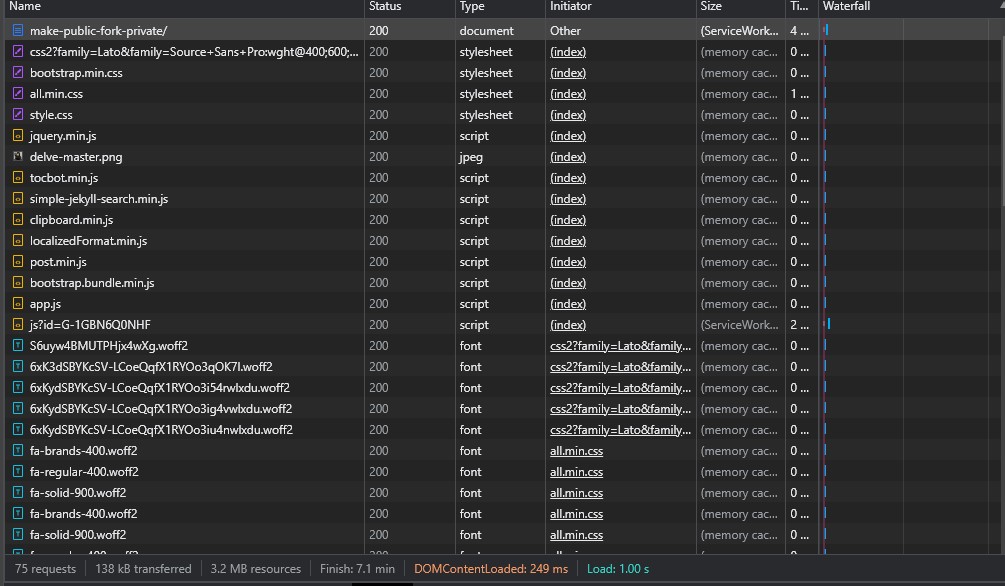 Name Status Type Initiator Size Ti... Waterfall
make-public-fork-private/ 200 document Other (ServiceWork... 4 ...
css2?family=Lato&family=Source+Sans+Pro:wght@400;600;... 200 stylesheet (index) (memory cac... 0 ...
bootstrap.min.css 200 stylesheet (index) (memory cac... 0 ...
all.min.css 200 stylesheet (index) (memory cac... 1 ...
style.css 200 stylesheet (index) (memory cac... 0 ...
jquery.min.js 200 script (index) (memory cac... 0 ...
delve-master.png 200 jpeg (index) (memory cac... 0 ...
tocbot.min.js 200 script (index) (memory cac... 0 ...
simple-jekyll-search.min.js 200 script (index) (memory cac... 0 ...
clipboard.min.js 200 script (index) (memory cac... 0 ...
localizedFormat.min.js 200 script (index) (memory cac... 0 ...
post.min.js 200 script (index) (memory cac... 0 ...
bootstrap.bundle.min.js 200 script (index) (memory cac... 0 ...
app.js 200 script (index) (memory cac... 0 ...
js?id=G-1GBN6Q0NHF 200 script (index) (ServiceWork... 2 ...
S6uyw4BMUTPHjx4wXg.woff2 200 font css2?family=Lato&family... (memory cac... 0 ...
6xK3dSBYKcSV-LCoeQqfX1RYOo3qOK7l.woff2 200 font css2?family=Lato&family... (memory cac... 0 ...
6xKydSBYKcSV-LCoeQqfX1RYOo3i54rwlxdu.woff2 200 font css2?family=Lato&family... (memory cac... 0 ...
6xKydSBYKcSV-LCoeQqfX1RYOo3ig4vwlxdu.woff2 200 font css2?family=Lato&family... (memory cac... 0 ...
6xKydSBYKcSV-LCoeQqfX1RYOo3iu4nwlxdu.woff2 200 font css2?family=Lato&family... (memory cac... 0 ...
fa-brands-400.woff2 200 font all.min.css (memory cac... 0 ...
fa-regular-400.woff2 200 font all.min.css (memory cac... 0 ...
fa-solid-900.woff2 200 font all.min.css (memory cac... 0 ...
fa-brands-400.woff2 200 font all.min.css (memory cac... 0 ...
fa-solid-900.woff2 200 font all.min.css (memory cac... 0 ...
75 requests 138 kB transferred 3.2 MB resources Finish: 7.1 min DOMContentLoaded: 249 ms Load: 1.00 s